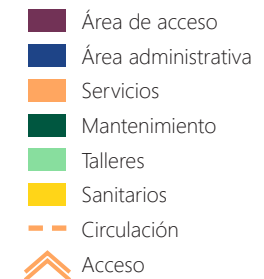 Área de acceso
Área administrativa
Servicios
Mantenimiento
Talleres
Sanitarios
Circulación
Acceso